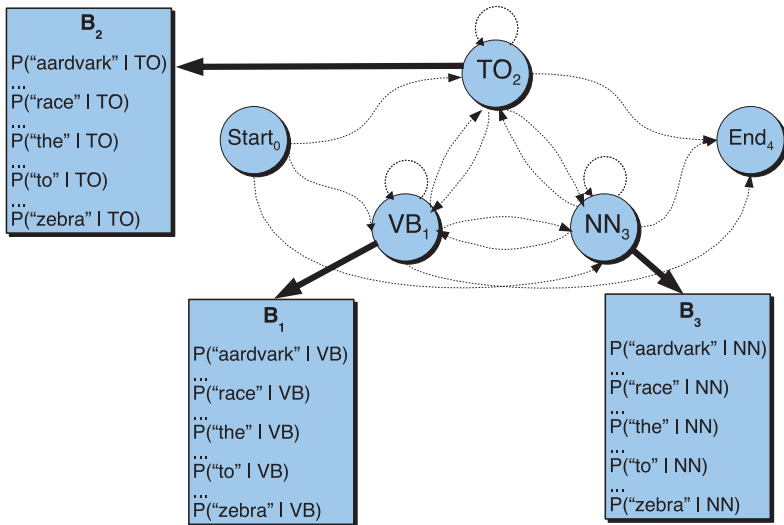 B2
P(“aardvark” | TO)
...
P(“race” | TO)
...
P(“the” | TO)
...
P(“to” | TO)
...
P(“zebra” | TO)
TO2
Start0
End4
VB1
NN3
B1
P(“aardvark” | VB)
...
P(“race” | VB)
...
P(“the” | VB)
...
P(“to” | VB)
...
P(“zebra” | VB)
B3
P(“aardvark” | NN)
...
P(“race” | NN)
...
P(“the” | NN)
...
P(“to” | NN)
...
P(“zebra” | NN)